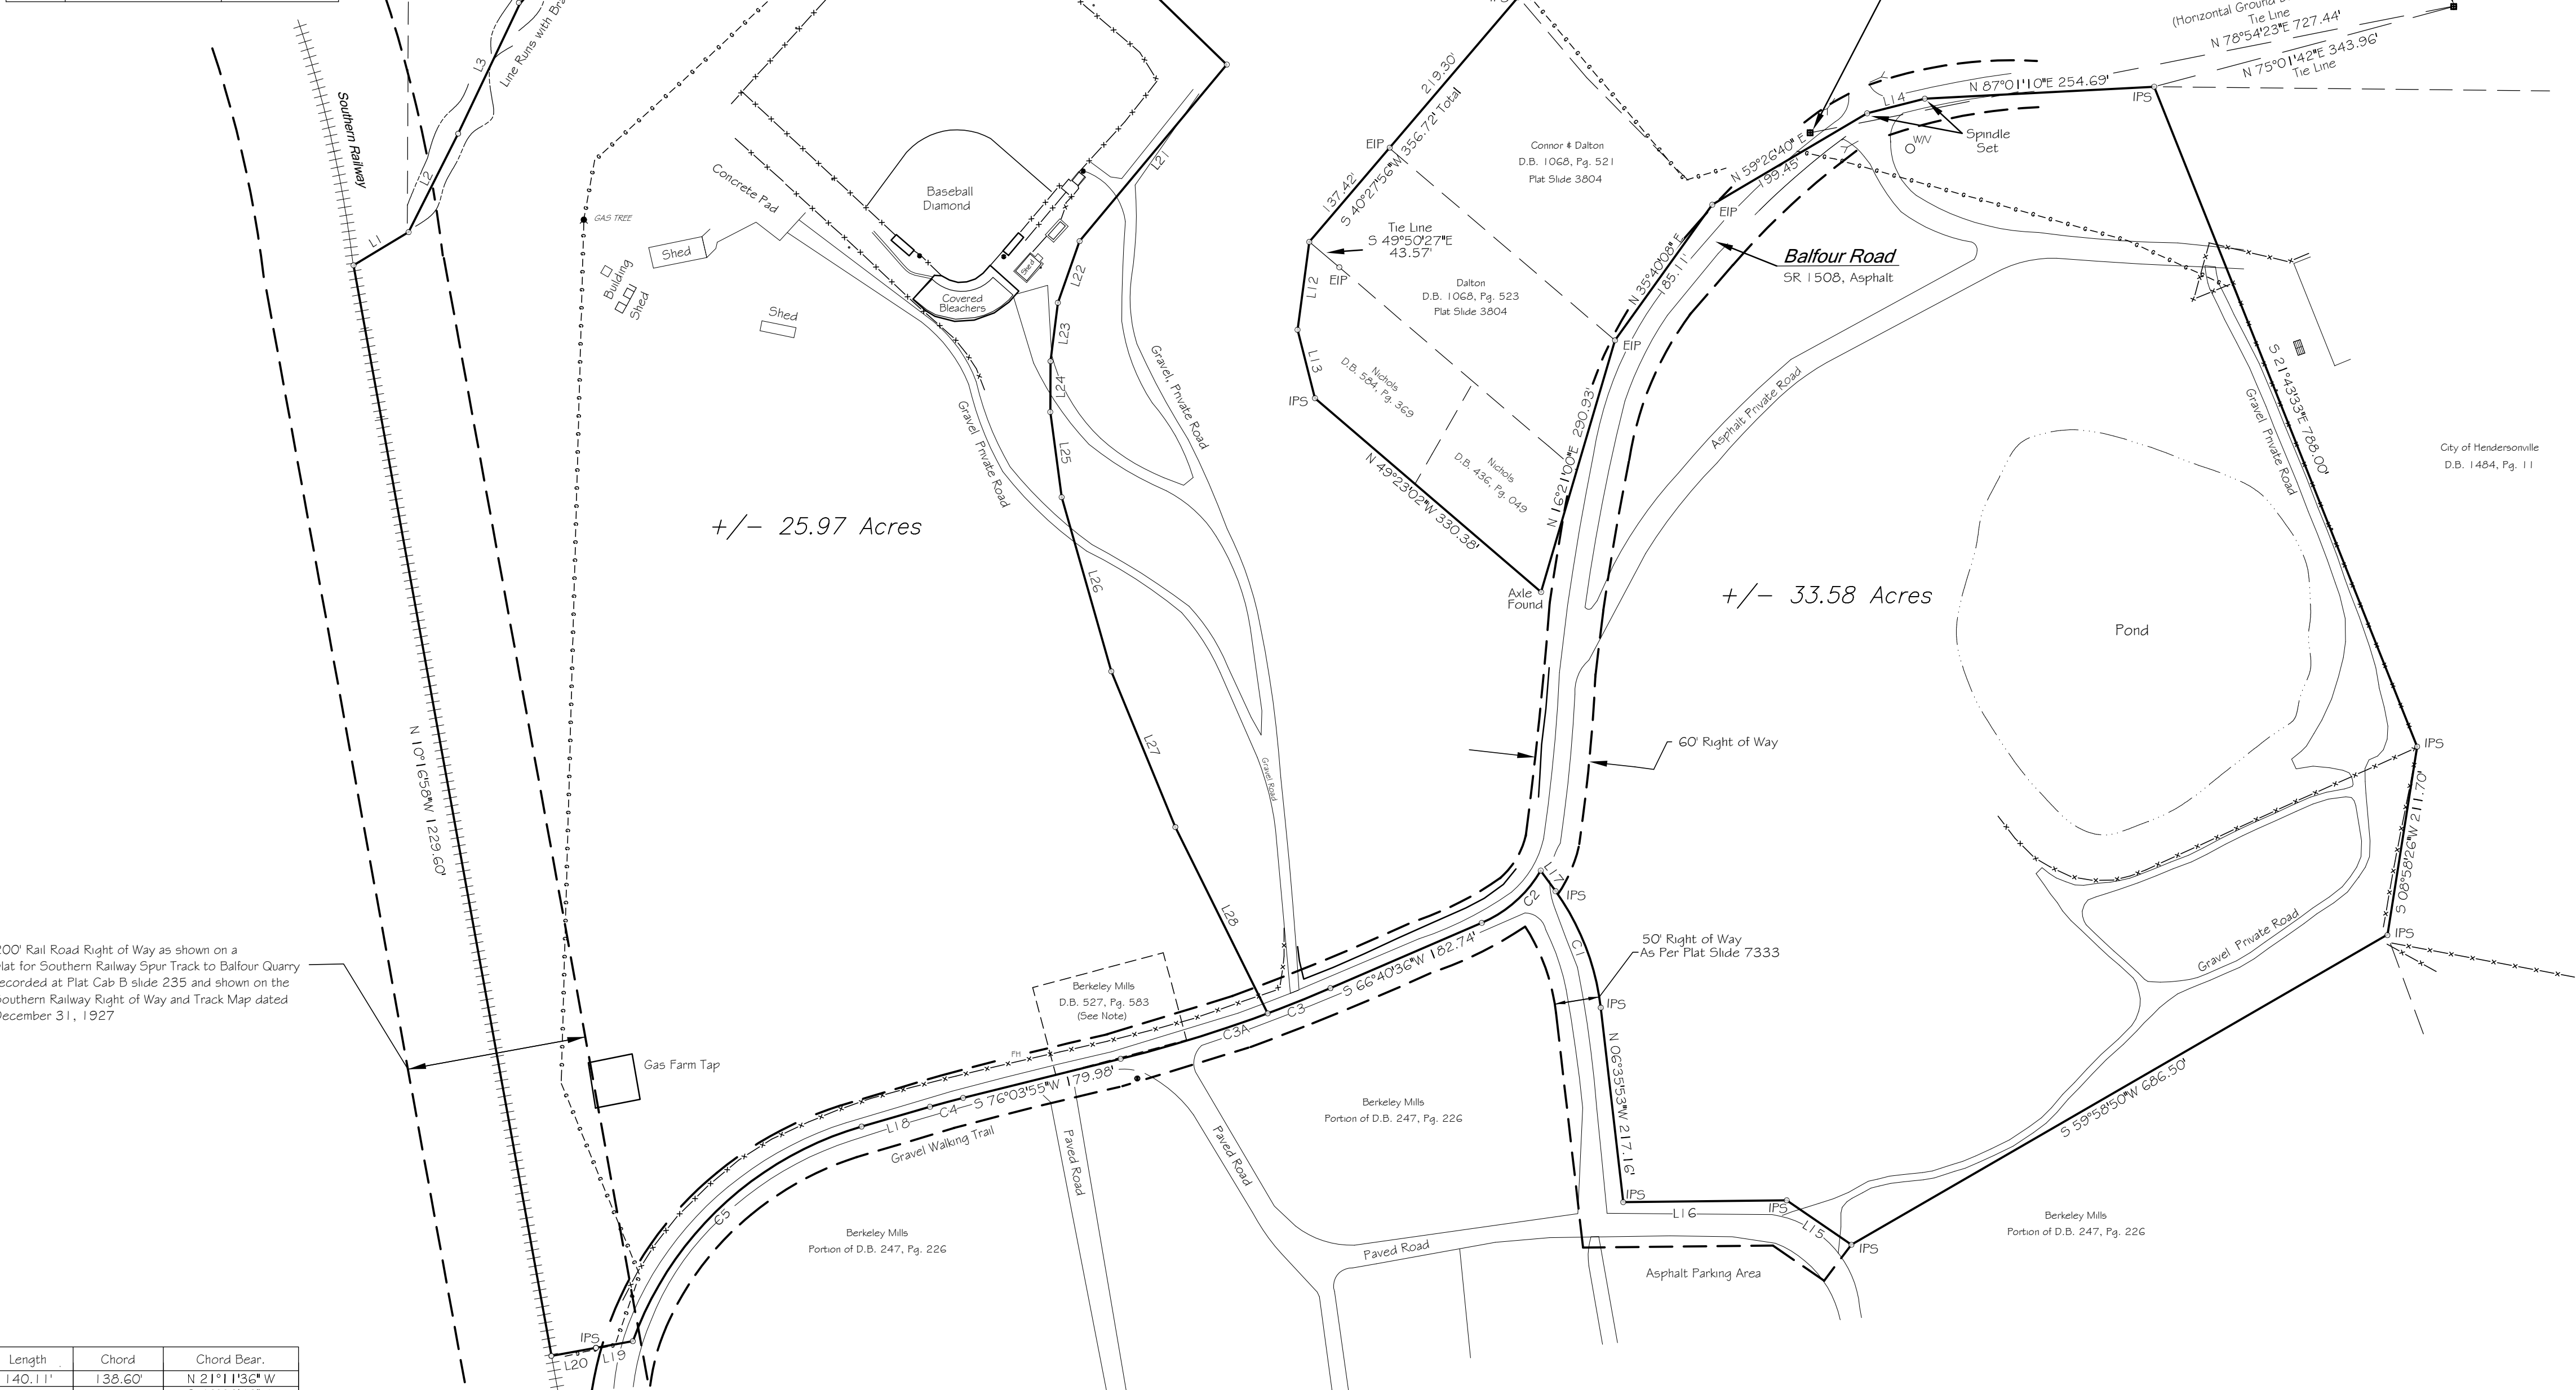 Southern Railway
L3
Line Runs with
L2
L1
GAS TREE
Concrete Pad
Shed
Building
Shed
Shed
Baseball
Diamond
Shed
Covered
Bleachers
L21
L22
L23
L24
L25
L26
L27
L28
Gravel Private Road
Gravel, Private Road
Gravel Road
+/- 25.97 Acres
N 10°16'58"W 1229.60'
200' Rail Road Right of Way as shown on a
Plat for Southern Railway Spur Track to Balfour Quarry
recorded at Plat Cab B slide 235 and shown on the
Southern Railway Right of Way and Track Map dated
December 31, 1927
Gas Farm Tap
219.30'
S 40°27'56"W 356.72' Total
137.42'
EIP
Tie Line
S 49°50'27"E
43.57'
EIP
L12
L13
IPS
Connor & Dalton
D.B. 1068, Pg. 521
Plat Slide 3804
Dalton
D.B. 1068, Pg. 523
Plat Slide 3804
Nichols
D.B. 584, Pg. 369
Nichols
D.B. 436, Pg. 049
N 49°23'02"W 330.38'
Axle
Found
N 16°21'00"E 290.93'
EIP
N 35°40'08" E
185.11'
EIP
N 59°26'40" E
199.45'
L14
N 87°01'10"E 254.69'
IPS
(Horizontal Ground
Tie Line
N 78°54'23"E 727.44'
N 75°01'42"E 343.96'
Tie Line
Spindle
Set
W/V
Balfour Road
SR 1508, Asphalt
Asphalt Private Road
+/- 33.58 Acres
Pond
Gravel Private Road
S 21°43'33"E 788.00'
City of Hendersonville
D.B. 1484, Pg. 11
IPS
S 08°58'26"W 211.70'
IPS
60' Right of Way
Gravel Private Road
S 59°58'50"W 686.50'
50' Right of Way
As Per Plat Slide 7333
L17
IPS
C1
IPS
N 06°35'53"W 217.16'
IPS
L16
IPS
L15
IPS
C2
S 66°40'36"W 182.74'
C3
C3A
Berkeley Mills
D.B. 527, Pg. 583
(See Note)
FH
S 76°03'55"W 179.98'
C4
L18
Gravel Walking Trail
C5
Paved Road
Paved Road
Paved Road
Berkeley Mills
Portion of D.B. 247, Pg. 226
Berkeley Mills
Portion of D.B. 247, Pg. 226
Berkeley Mills
Portion of D.B. 247, Pg. 226
Asphalt Parking Area
IPS
L20
L19
Length Chord Chord Bear.
140.11' 138.60' N 21°11'36" W